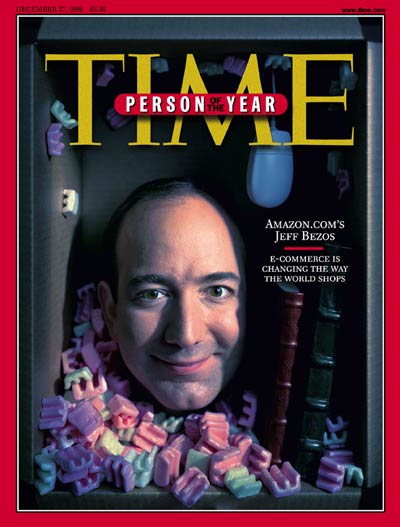 DECEMBER 27, 1999 $3.50
www.time.com
TIME
PERSON OF THE YEAR
AMAZON.COM'S
JEFF BEZOS
E-COMMERCE IS
CHANGING THE WAY
THE WORLD SHOPS